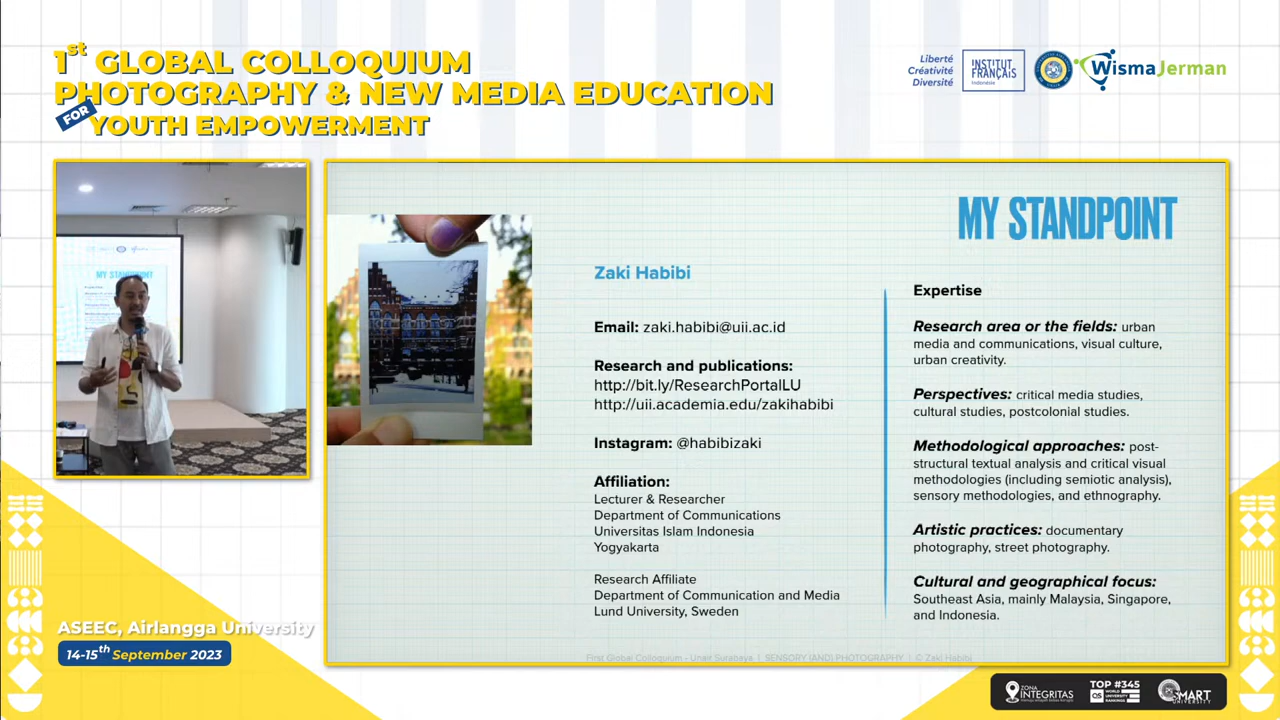 1st GLOBAL COLLOQUIUM
PHOTOGRAPHY & NEW MEDIA EDUCATION
FOR YOUTH EMPOWERMENT
Liberté
Créativité
Diversité
INSTITUT
FRANÇAIS
Indonesia
WismaJerman
MY STANDPOINT
MY STANDPOINT
Zaki Habibi
Email: zaki.habibi@uii.ac.id
Research and publications:
http://bit.ly/ResearchPortalLU
http://uii.academia.edu/zakihabibi
Instagram: @habibizaki
Affiliation:
Lecturer & Researcher
Department of Communications
Universitas Islam Indonesia
Yogyakarta
Research Affiliate
Department of Communication and Media
Lund University, Sweden
Expertise
Research area or the fields: urban
media and communications, visual culture,
urban creativity.
Perspectives: critical media studies,
cultural studies, postcolonial studies.
Methodological approaches: post-
structural textual analysis and critical visual
methodologies (including semiotic analysis),
sensory methodologies, and ethnography.
Artistic practices: documentary
photography, street photography.
Cultural and geographical focus:
Southeast Asia, mainly Malaysia, Singapore,
and Indonesia.
First Global Colloquium - Unair Surabaya | SENSORY (AND) PHOTOGRAPHY | © Zaki Habibi
ASEEC, Airlangga University
14-15th September 2023
ZONA
INTEGRITAS
TOP #345
QS WORLD
UNIVERSITY
RANKINGS
SMART
UNIVERSITY